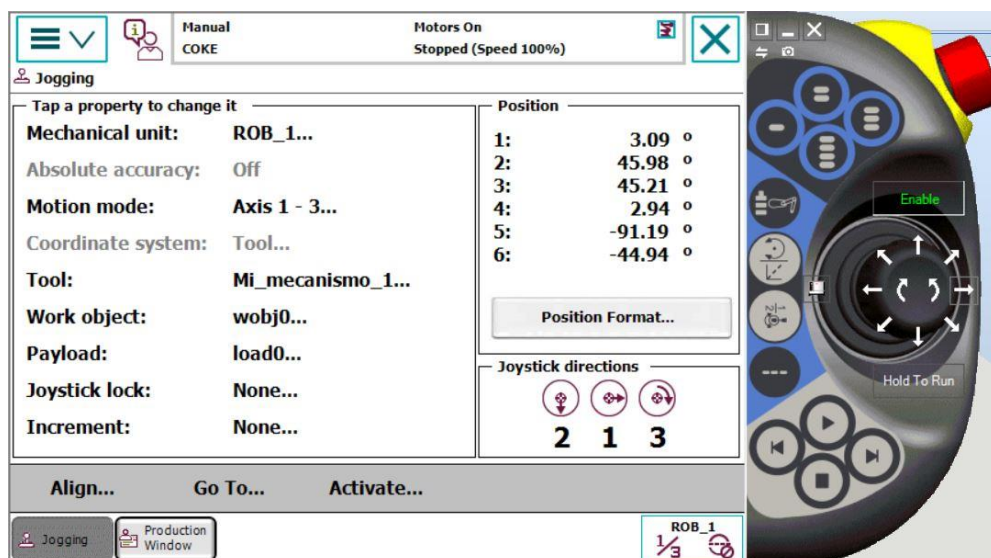 Manual
COKE
Motors On
Stopped (Speed 100%)
Jogging
Tap a property to change it
Mechanical unit: ROB_1...
Absolute accuracy: Off
Motion mode: Axis 1 - 3...
Coordinate system: Tool...
Tool: Mi_mecanismo_1...
Work object: wobj0...
Payload: load0...
Joystick lock: None...
Increment: None...
Position
1: 3.09 º
2: 45.98 º
3: 45.21 º
4: 2.94 º
5: -91.19 º
6: -44.94 º
Position Format...
Joystick directions
2 1 3
Align... Go To... Activate...
Jogging
Production
Window
ROB_1
1/3
Enable
Hold To Run